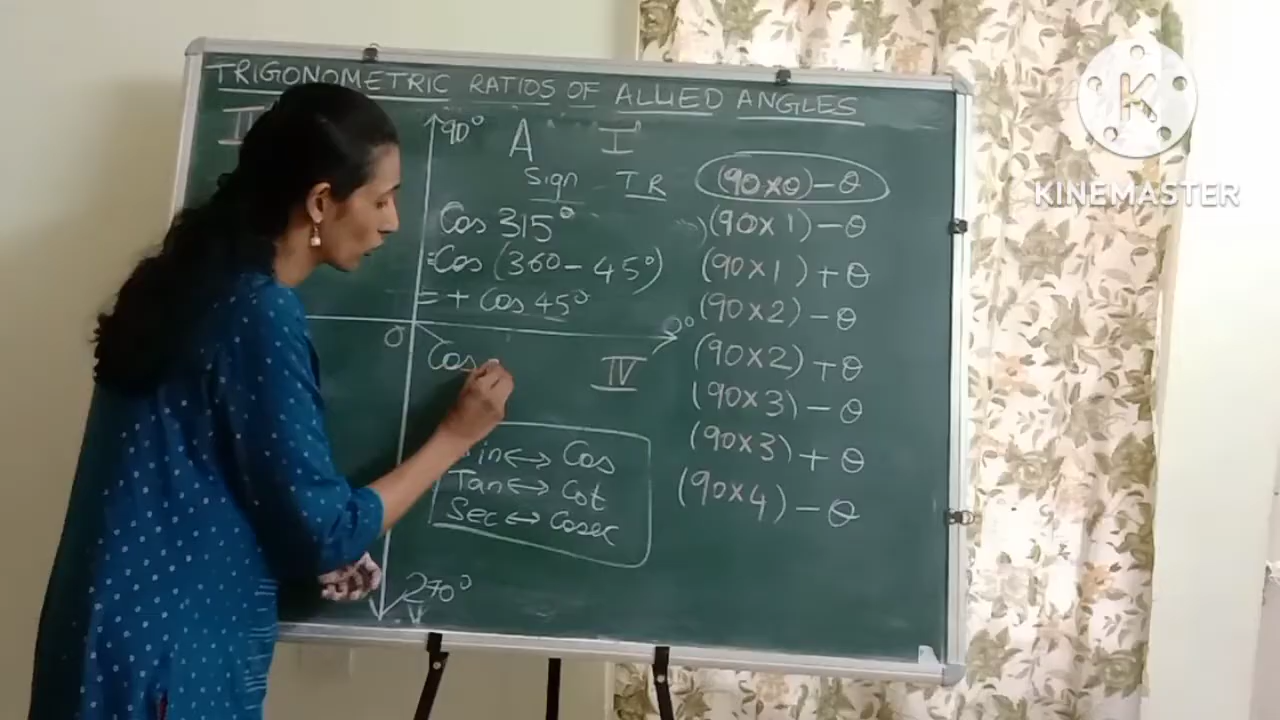 TRIGONOMETRIC RATIOS OF ALLIED ANGLES
II
90°
A
I
Sign TR
Cos 315°
=Cos (360-45°)
= + Cos 45°
0
0°
Cos
IV
in↔ Cos
Tan↔ Cot
Sec ↔ Cosec
270°
(90×0)-θ
(90×1)-θ
(90×1)+θ
(90×2)-θ
(90×2)+θ
(90×3)-θ
(90×3)+θ
(90×4)-θ
K
KINEMASTER